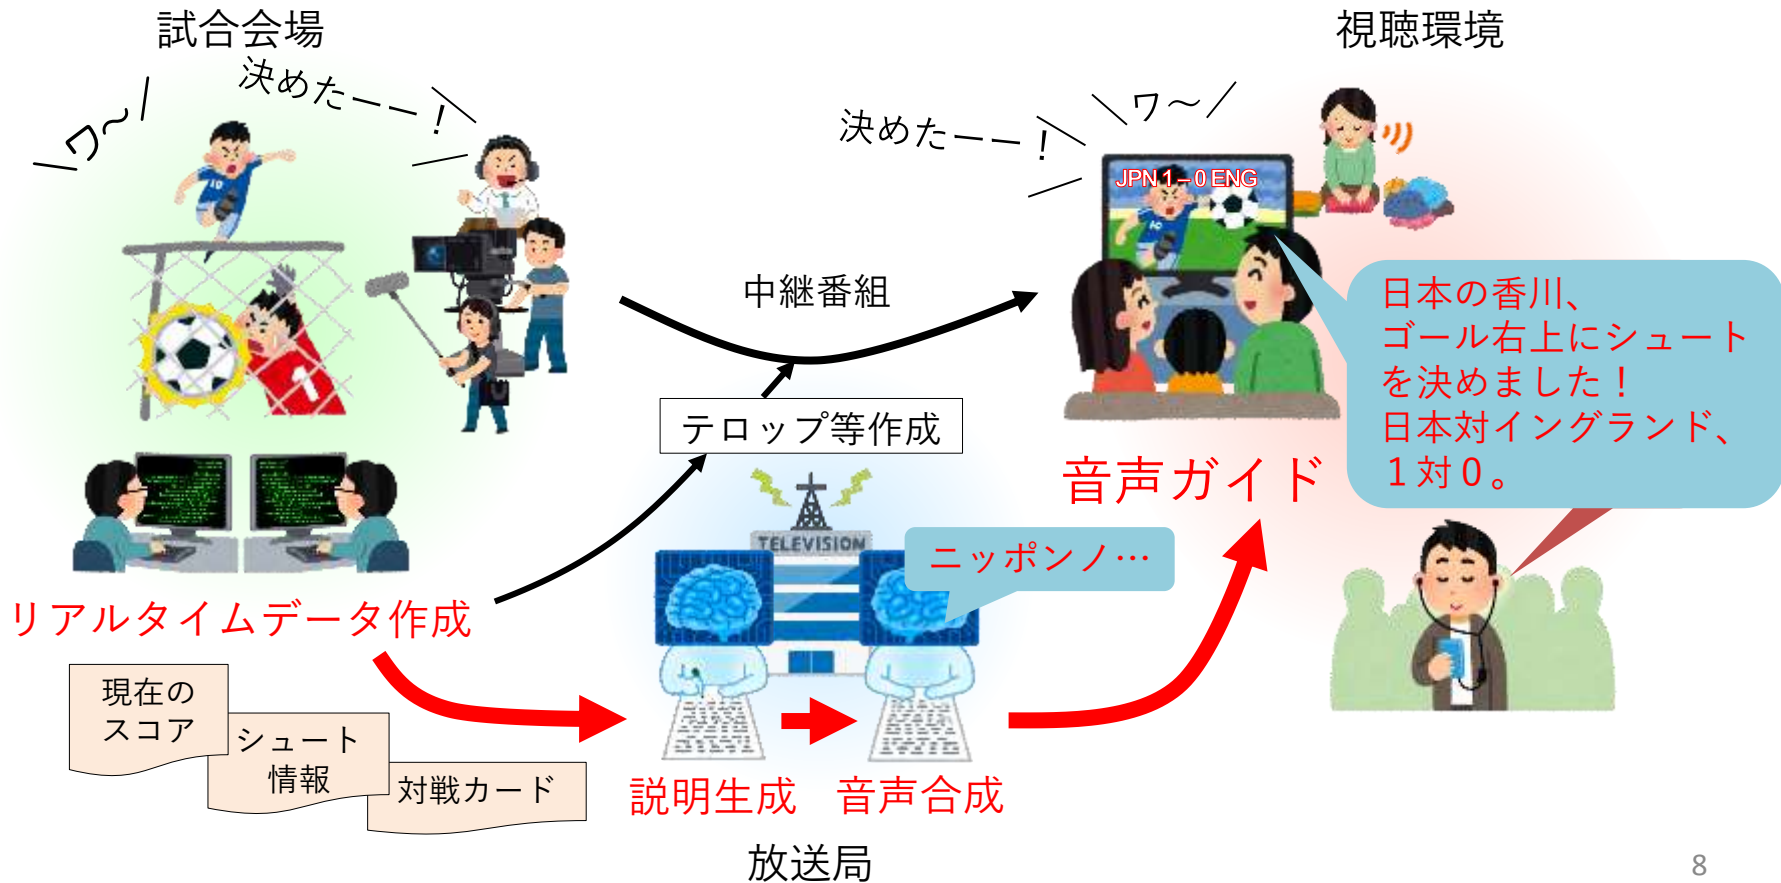 試合会場
視聴環境
\ワ~/
決めたーー!
決めたーー!
\ワ~/
10
1
JPN 1 – 0 ENG
10
中継番組
日本の香川、
ゴール右上にシュート
を決めました!
日本対イングランド、
1対0。
テロップ等作成
音声ガイド
TELEVISION
ニッポンノ…
リアルタイムデータ作成
現在の
スコア
シュート
情報
対戦カード
説明生成
音声合成
放送局
8